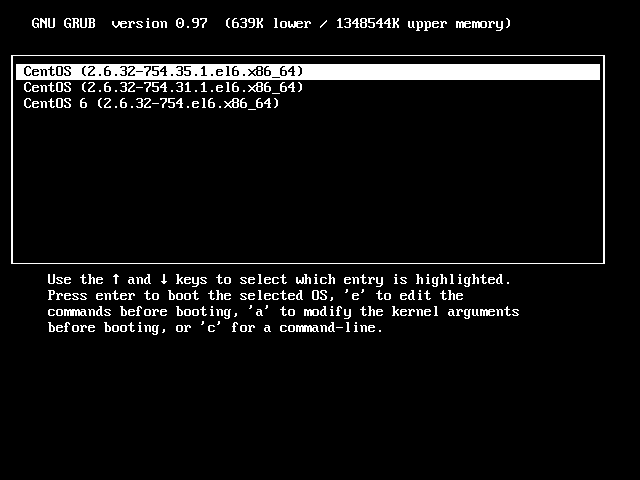 GNU GRUB  version 0.97  (639K lower / 1348544K upper memory)
CentOS (2.6.32-754.35.1.el6.x86_64)
CentOS (2.6.32-754.31.1.el6.x86_64)
CentOS 6 (2.6.32-754.el6.x86_64)
Use the ↑ and ↓ keys to select which entry is highlighted.
Press enter to boot the selected OS, 'e' to edit the
commands before booting, 'a' to modify the kernel arguments
before booting, or 'c' for a command-line.